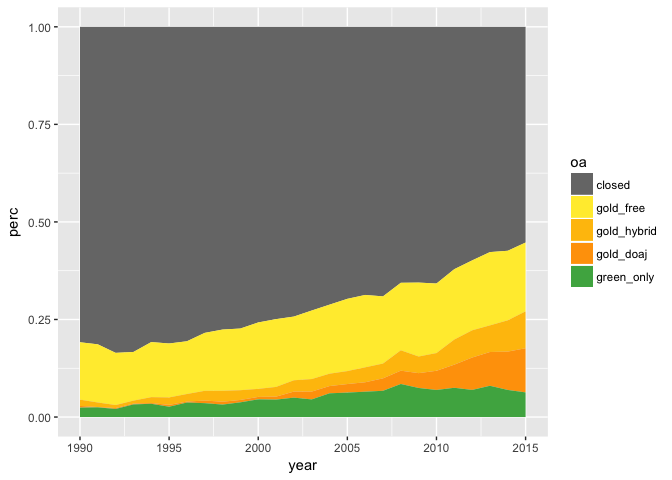 1.00
0.75
0.50
0.25
0.00
perc
1990
1995
2000
2005
2010
2015
year
oa
closed
gold_free
gold_hybrid
gold_doaj
green_only